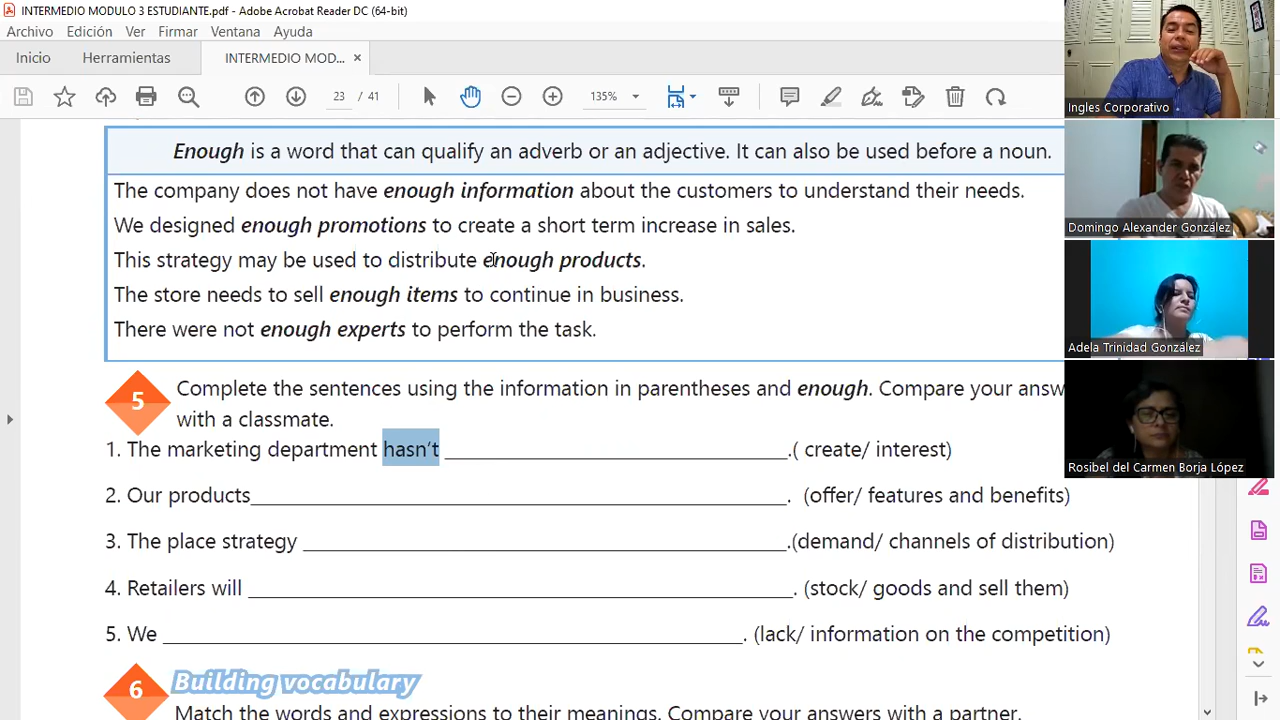 INTERMEDIO MODULO 3 ESTUDIANTE.pdf - Adobe Acrobat Reader DC (64-bit)
Archivo Edición Ver Firmar Ventana Ayuda
Inicio Herramientas INTERMEDIO MOD... ×
23 / 41 135%
Enough is a word that can qualify an adverb or an adjective. It can also be used before a noun.
The company does not have enough information about the customers to understand their needs.
We designed enough promotions to create a short term increase in sales.
This strategy may be used to distribute enough products.
The store needs to sell enough items to continue in business.
There were not enough experts to perform the task.
5 Complete the sentences using the information in parentheses and enough. Compare your answ
with a classmate.
1. The marketing department hasn't ______________________________.( create/ interest)
2. Our products______________________________. (offer/ features and benefits)
3. The place strategy ______________________________.(demand/ channels of distribution)
4. Retailers will ______________________________. (stock/ goods and sell them)
5. We ______________________________. (lack/ information on the competition)
6 Building vocabulary
Match the words and expressions to their meanings. Compare your answers with a partner.
Ingles Corporativo
Domingo Alexander González
Adela Trinidad González
Rosibel del Carmen Borja López